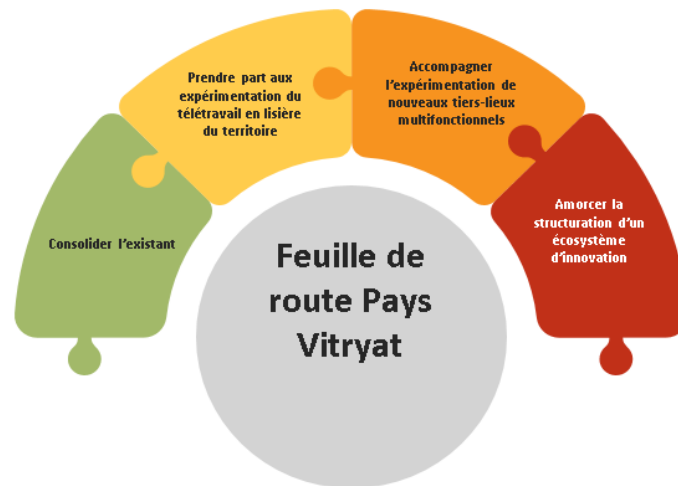 Consolider l'existant
Prendre part aux
expérimentation du
télétravail en lisière
du territoire
Accompagner
l'expérimentation de
nouveaux tiers-lieux
multifonctionnels
Amorcer la
structuration d'un
écosystème
d'innovation
Feuille de
route Pays
Vitryat